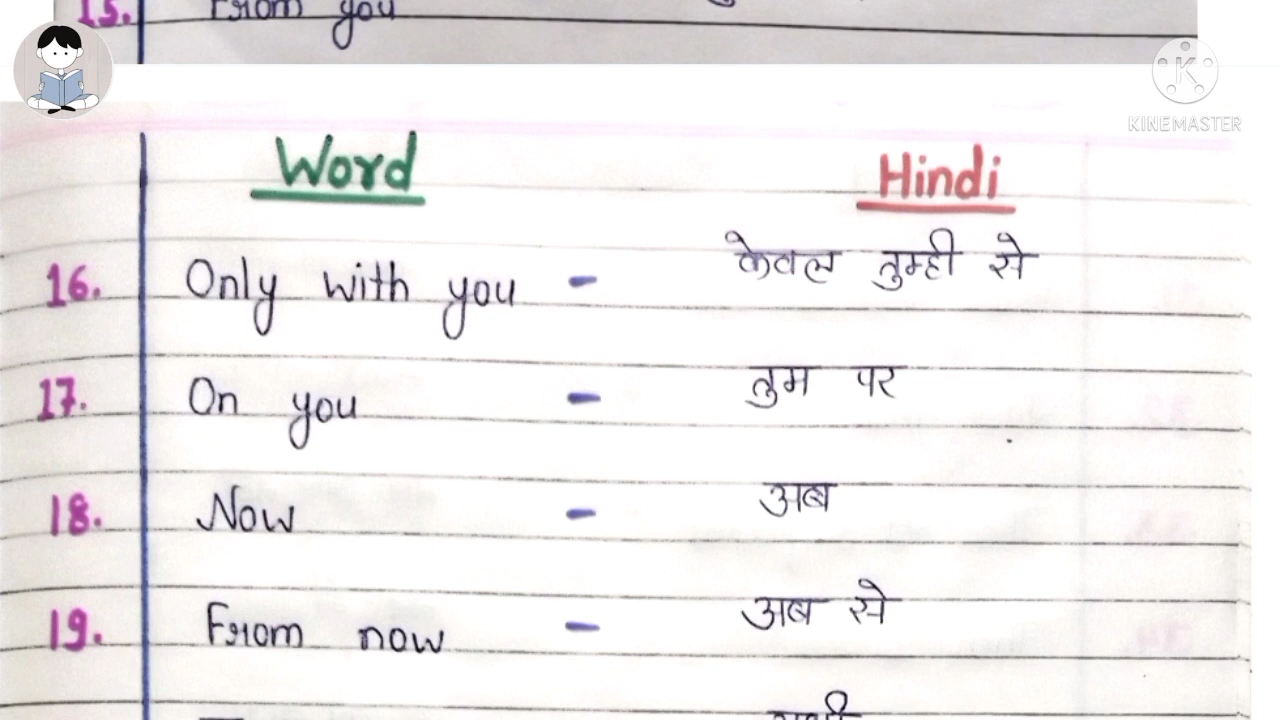 15. From you
KINEMASTER
Word Hindi
16. Only with you - केवल तुम्ही से
17. On you - तुम पर
18. Now - अब
19. From now - अब से